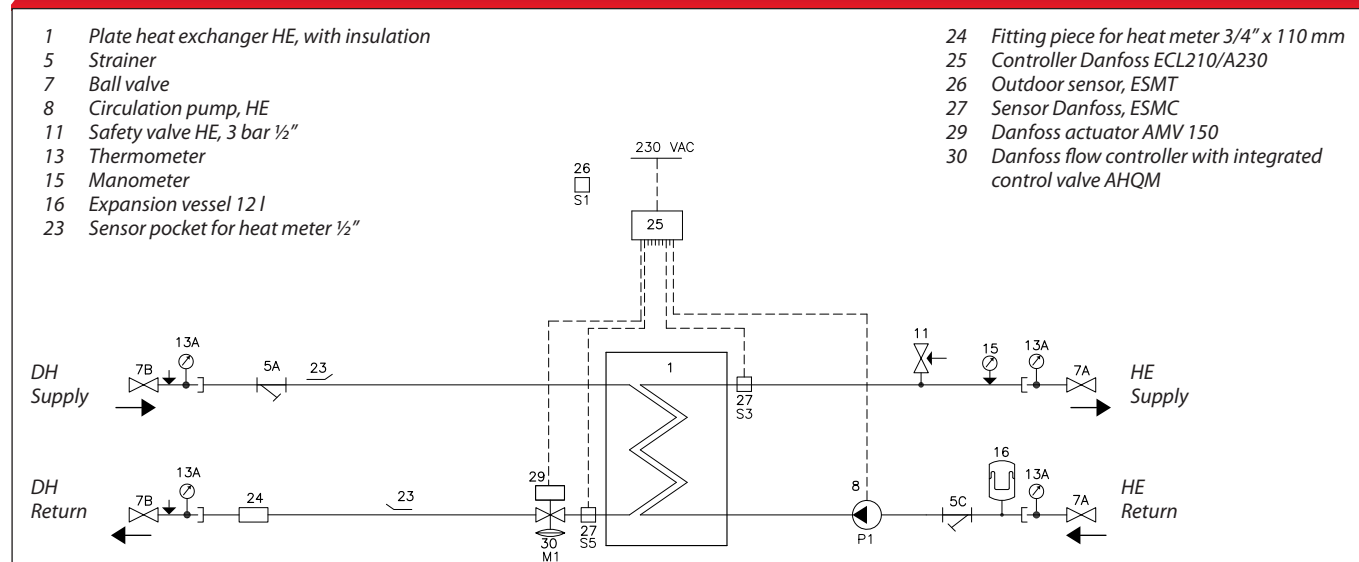 1 Plate heat exchanger HE, with insulation
5 Strainer
7 Ball valve
8 Circulation pump, HE
11 Safety valve HE, 3 bar ½”
13 Thermometer
15 Manometer
16 Expansion vessel 12 l
23 Sensor pocket for heat meter ½”
24 Fitting piece for heat meter 3/4” x 110 mm
25 Controller Danfoss ECL210/A230
26 Outdoor sensor, ESMT
27 Sensor Danfoss, ESMC
29 Danfoss actuator AMV 150
30 Danfoss flow controller with integrated
control valve AHQM
230 VAC
26
S1
25
DH
Supply
7B
13A
5A
23
1
27
S3
11
15
13A
7A
HE
Supply
DH
Return
7B
13A
24
23
29
30
M1
27
S5
8
P1
5C
16
13A
7A
HE
Return